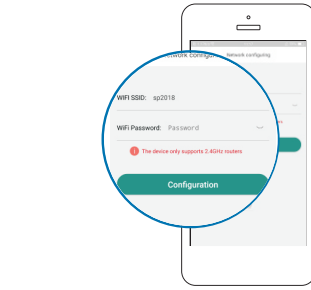 Network configuring
WIFI SSID: sp2018
WiFi Password: Password
The device only supports 2.4GHz routers
Configuration